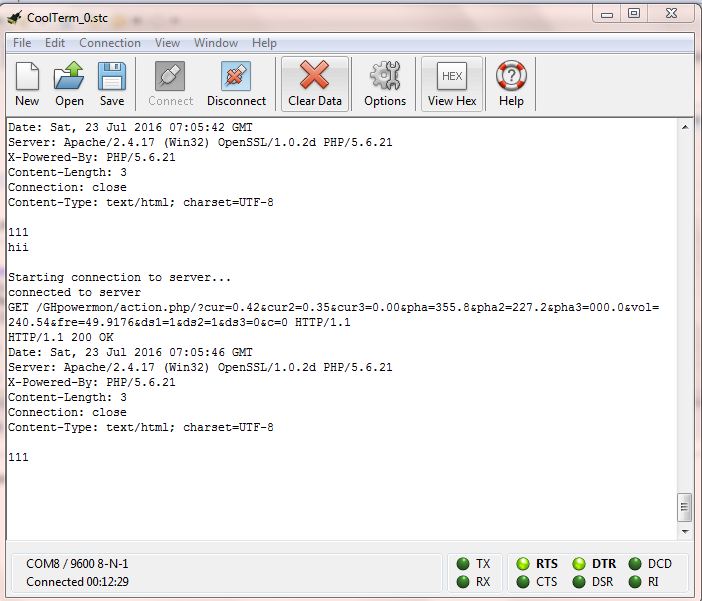 CoolTerm_0.stc
File Edit Connection View Window Help
HEX
New Open Save Connect Disconnect Clear Data Options View Hex Help
Date: Sat, 23 Jul 2016 07:05:42 GMT
Server: Apache/2.4.17 (Win32) OpenSSL/1.0.2d PHP/5.6.21
X-Powered-By: PHP/5.6.21
Content-Length: 3
Connection: close
Content-Type: text/html; charset=UTF-8
111
hii
Starting connection to server...
connected to server
GET /GHpowermon/action.php/?cur=0.42&cur2=0.35&cur3=0.00&pha=355.8&pha2=227.2&pha3=000.0&vol=
240.54&fre=49.9176&ds1=1&ds2=1&ds3=0&c=0 HTTP/1.1
HTTP/1.1 200 OK
Date: Sat, 23 Jul 2016 07:05:46 GMT
Server: Apache/2.4.17 (Win32) OpenSSL/1.0.2d PHP/5.6.21
X-Powered-By: PHP/5.6.21
Content-Length: 3
Connection: close
Content-Type: text/html; charset=UTF-8
111
COM8 / 9600 8-N-1 TX RTS DTR DCD
Connected 00:12:29 RX CTS DSR RI